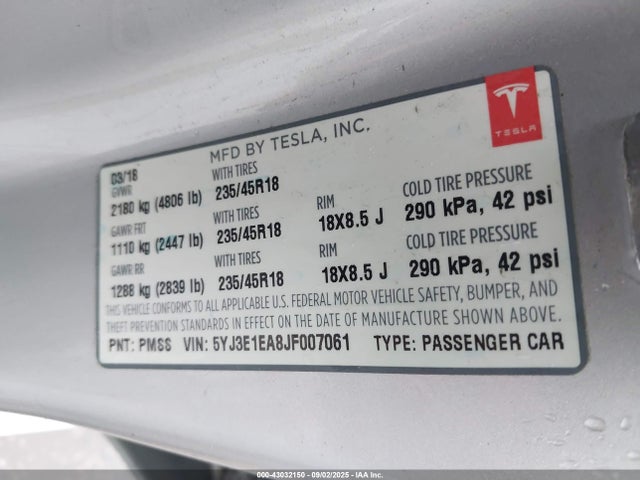 TESLA
MFD BY TESLA, INC.
03/18
GVWR WITH TIRES
2180 kg (4806 lb) 235/45R18 RIM COLD TIRE PRESSURE
GAWR FRT WITH TIRES 18X8.5 J 290 kPa, 42 psi
1110 kg (2447 lb) 235/45R18 RIM COLD TIRE PRESSURE
GAWR RR WITH TIRES 18X8.5 J 290 kPa, 42 psi
1288 kg (2839 lb) 235/45R18
THIS VEHICLE CONFORMS TO ALL APPLICABLE U.S. FEDERAL MOTOR VEHICLE SAFETY, BUMPER, AND
THEFT PREVENTION STANDARDS IN EFFECT ON THE DATE OF MANUFACTURE SHOWN ABOVE.
PNT: PMSS VIN: 5YJ3E1EA8JF007061 TYPE: PASSENGER CAR
000-43032150 - 09/02/2025 - IAA Inc.